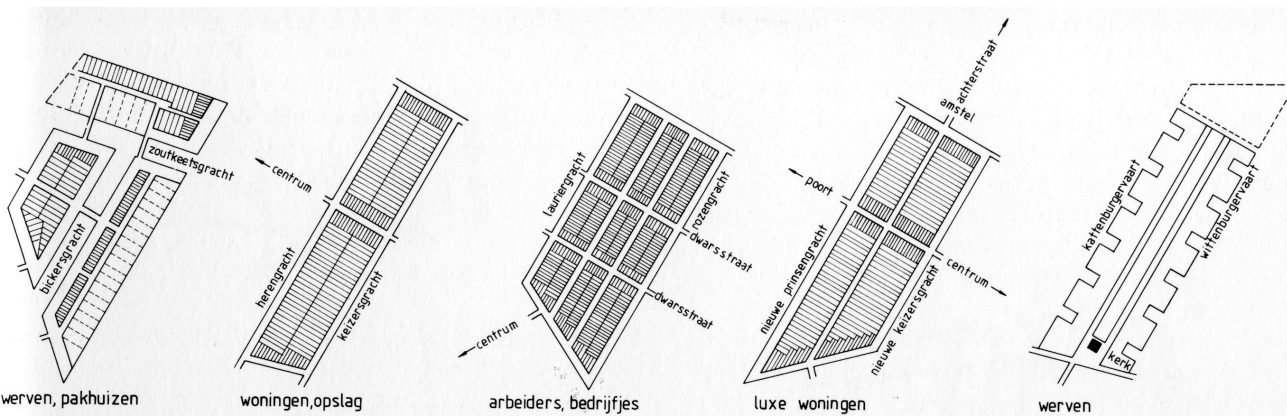 zoutkeetsgracht
bickersgracht
werven, pakhuizen
centrum
herengracht
keizersgracht
woningen,opslag
lauriergracht
rozengracht
dwarsstraat
dwarsstraat
centrum
arbeiders, bedrijfjes
achterstraat
amstel
poort
nieuwe prinsengracht
centrum
nieuwe keizersgracht
luxe woningen
kattenburgervaart
wittenburgervaart
kerk
werven